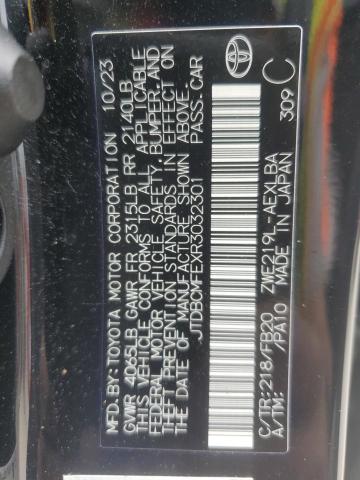 MFD. BY: TOYOTA MOTOR CORPORATION 10/23
GVWR 4065LB GAWR FR 2315LB RR 2140LB
THIS VEHICLE CONFORMS TO ALL APPLICABLE
FEDERAL MOTOR VEHICLE SAFETY, BUMPER, AND
THEFT PREVENTION STANDARDS IN EFFECT ON
THE DATE OF MANUFACTURE SHOWN ABOVE.
JTDBCMFEXR3032301 PASS.CAR
C/TR:218/FB20 ZWE219L-AEXLBA
A/TM: /PA10 MADE IN JAPAN
309 C
TOYOTA